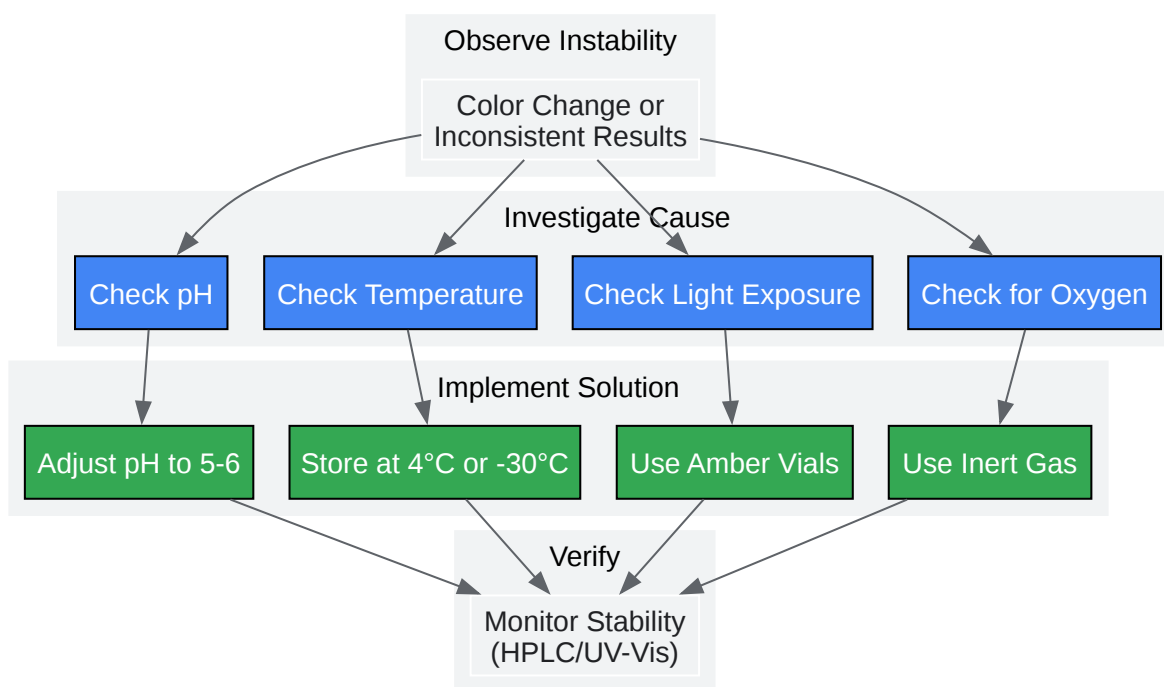 Observe Instability
Color Change or
Inconsistent Results
Investigate Cause
Check pH
Check Temperature
Check Light Exposure
Check for Oxygen
Implement Solution
Adjust pH to 5-6
Store at 4°C or -30°C
Use Amber Vials
Use Inert Gas
Verify
Monitor Stability
(HPLC/UV-Vis)